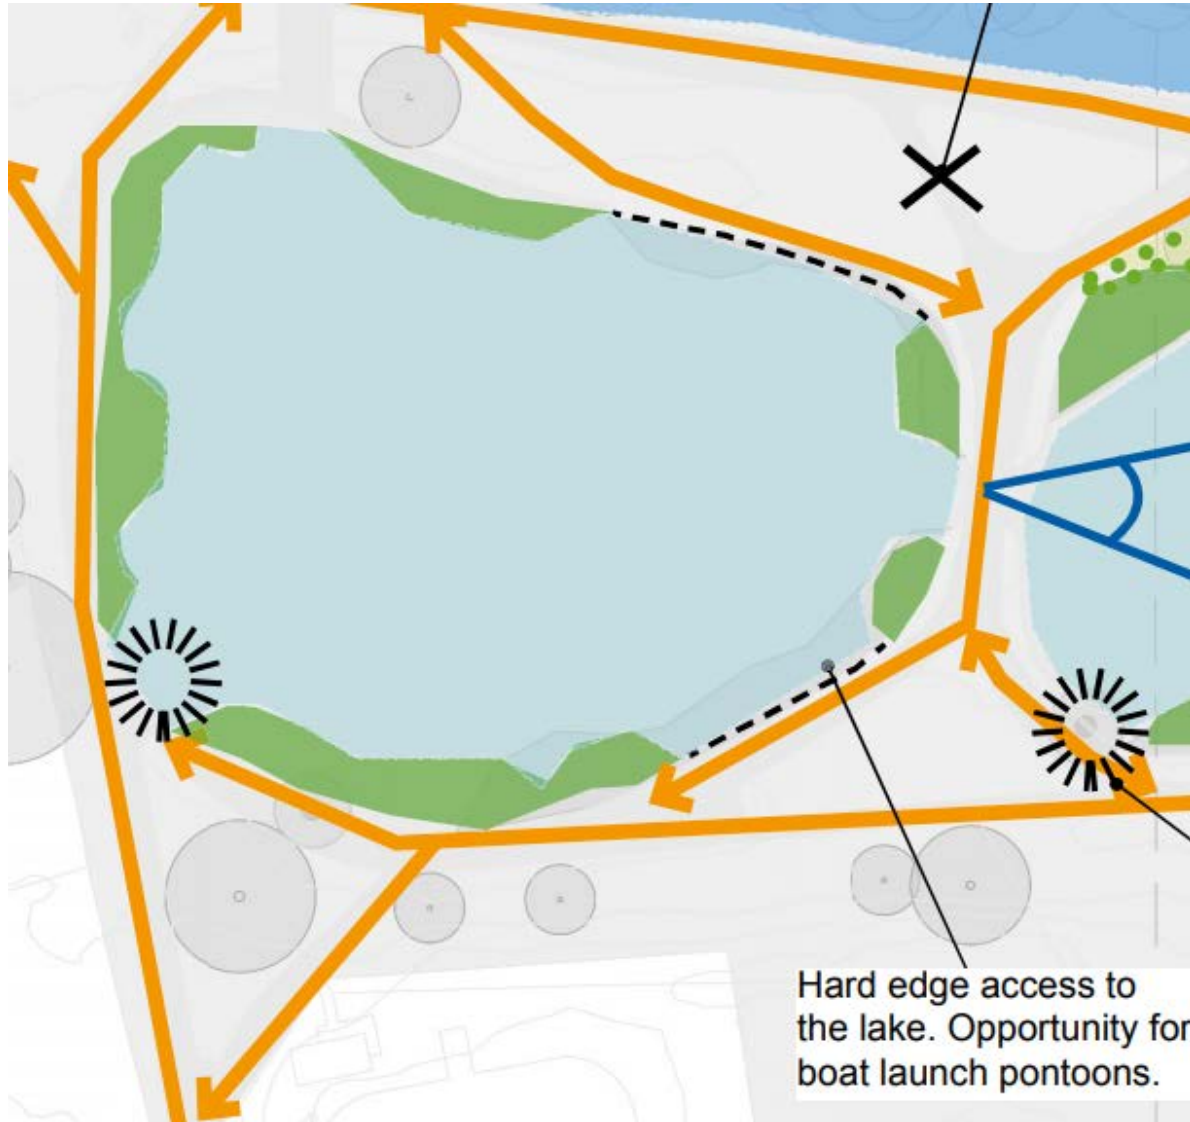 Hard edge access to
the lake. Opportunity for
boat launch pontoons.